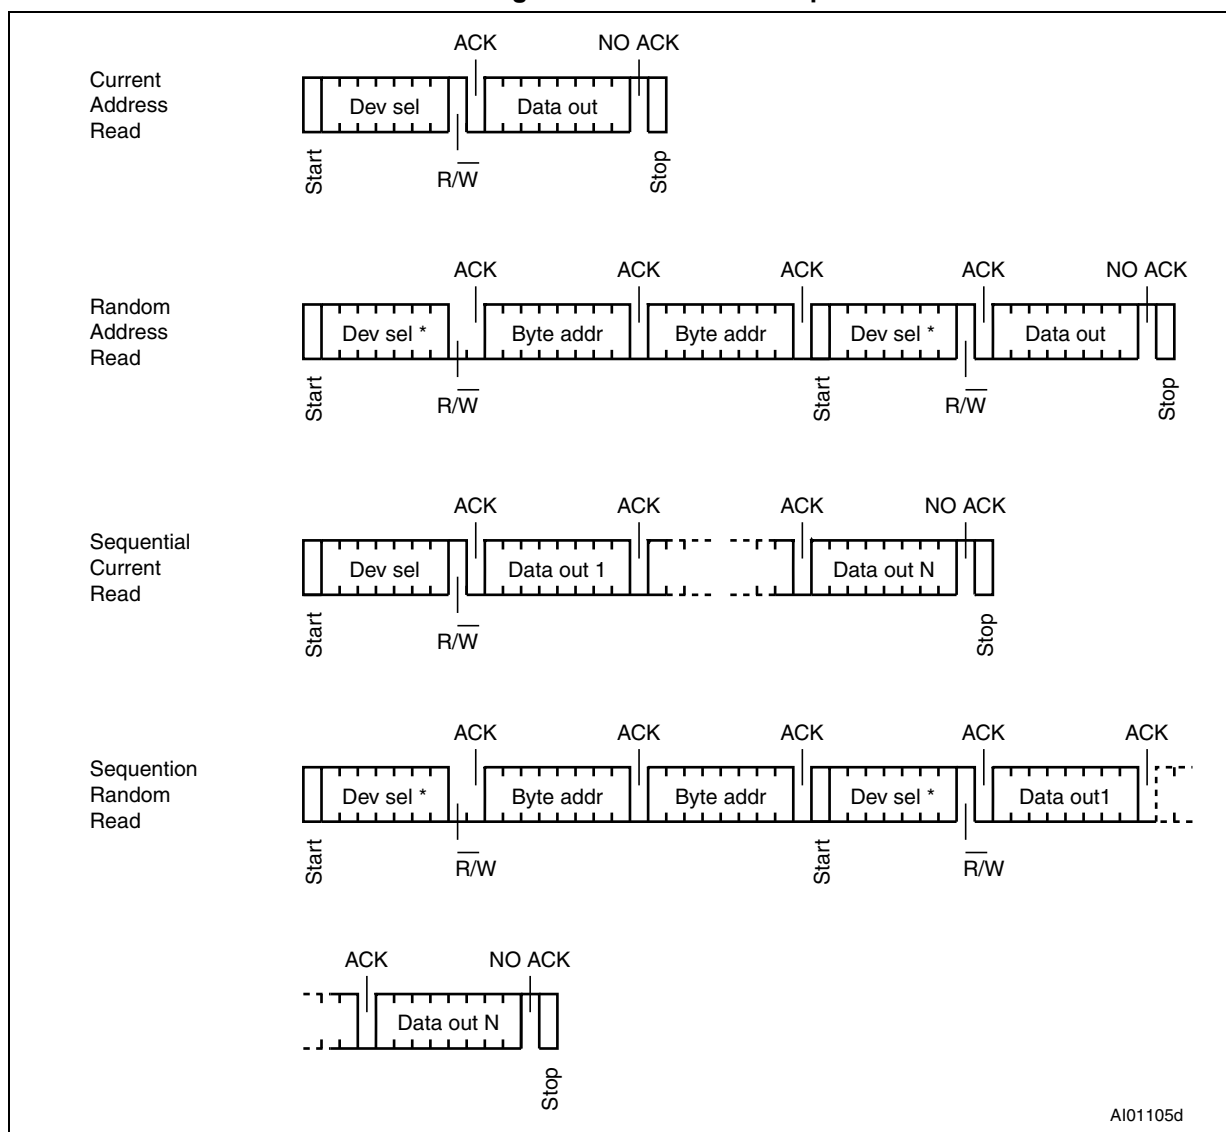 ACK NO ACK
Current
Address
Read
Dev sel Data out
Start R/W Stop
ACK ACK ACK ACK NO ACK
Random
Address
Read
Dev sel * Byte addr Byte addr Dev sel * Data out
Start R/W Start R/W Stop
ACK ACK ACK NO ACK
Sequential
Current
Read
Dev sel Data out 1 Data out N
Start R/W Stop
ACK ACK ACK ACK ACK
Sequention
Random
Read
Dev sel * Byte addr Byte addr Dev sel * Data out1
Start R/W Start R/W
ACK NO ACK
Data out N
Stop
AI01105d